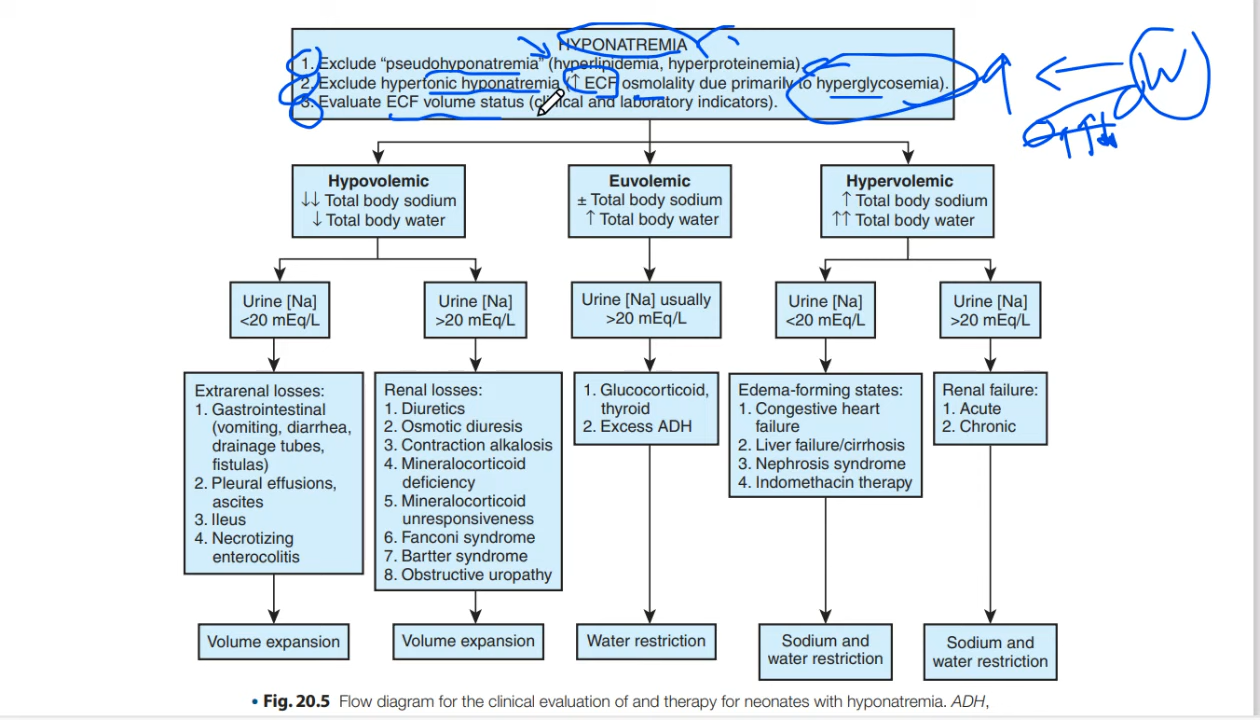 HYPONATREMIA
1. Exclude “pseudohyponatremia” (hyperlipidemia, hyperproteinemia).
2. Exclude hypertonic hyponatremia (↑ ECF osmolality due primarily to hyperglycosemia).
3. Evaluate ECF volume status (clinical and laboratory indicators).
W
Hypovolemic
↓↓ Total body sodium
↓ Total body water
Euvolemic
± Total body sodium
↑ Total body water
Hypervolemic
↑ Total body sodium
↑↑ Total body water
Urine [Na]
<20 mEq/L
Urine [Na]
>20 mEq/L
Urine [Na] usually
>20 mEq/L
Urine [Na]
<20 mEq/L
Urine [Na]
>20 mEq/L
Extrarenal losses:
1. Gastrointestinal
(vomiting, diarrhea,
drainage tubes,
fistulas)
2. Pleural effusions,
ascites
3. Ileus
4. Necrotizing
enterocolitis
Renal losses:
1. Diuretics
2. Osmotic diuresis
3. Contraction alkalosis
4. Mineralocorticoid
deficiency
5. Mineralocorticoid
unresponsiveness
6. Fanconi syndrome
7. Bartter syndrome
8. Obstructive uropathy
1. Glucocorticoid,
thyroid
2. Excess ADH
Edema-forming states:
1. Congestive heart
failure
2. Liver failure/cirrhosis
3. Nephrosis syndrome
4. Indomethacin therapy
Renal failure:
1. Acute
2. Chronic
Volume expansion
Volume expansion
Water restriction
Sodium and
water restriction
Sodium and
water restriction
• Fig. 20.5 Flow diagram for the clinical evaluation of and therapy for neonates with hyponatremia. ADH,